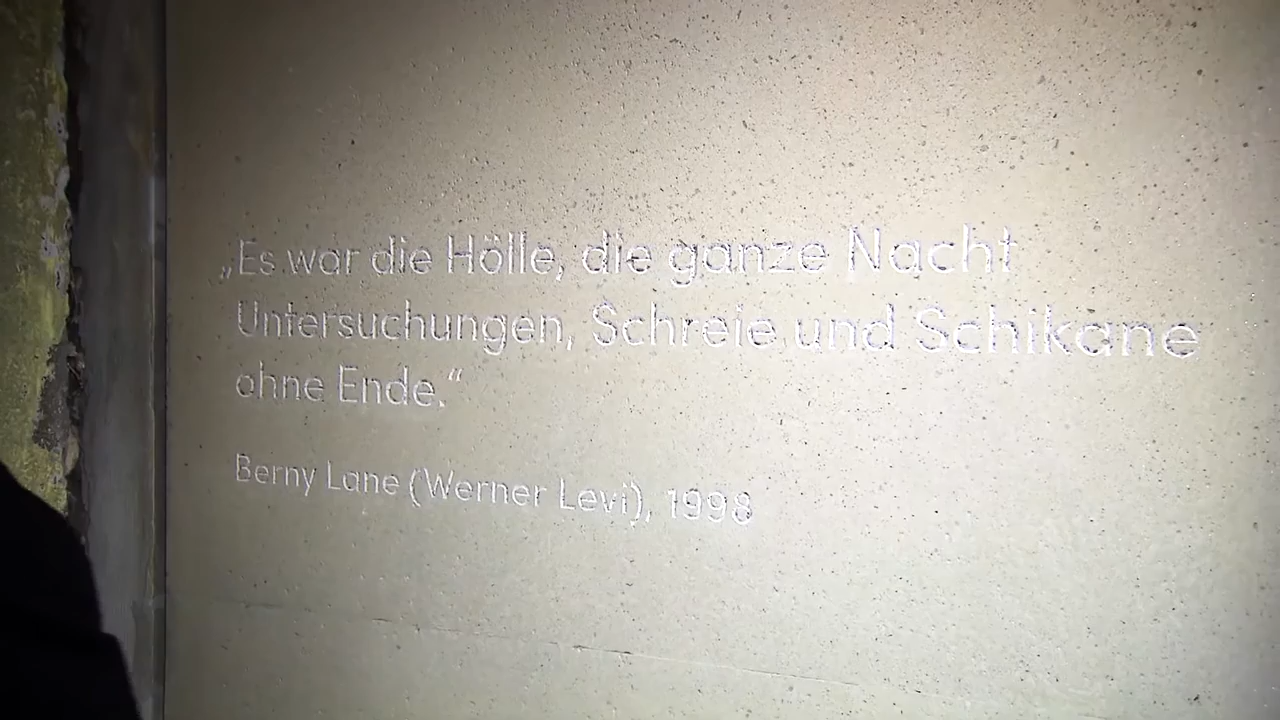 „Es war die Hölle, die ganze Nacht
Untersuchungen, Schreie und Schikane
ohne Ende.“
Berny Lane (Werner Levi), 1998